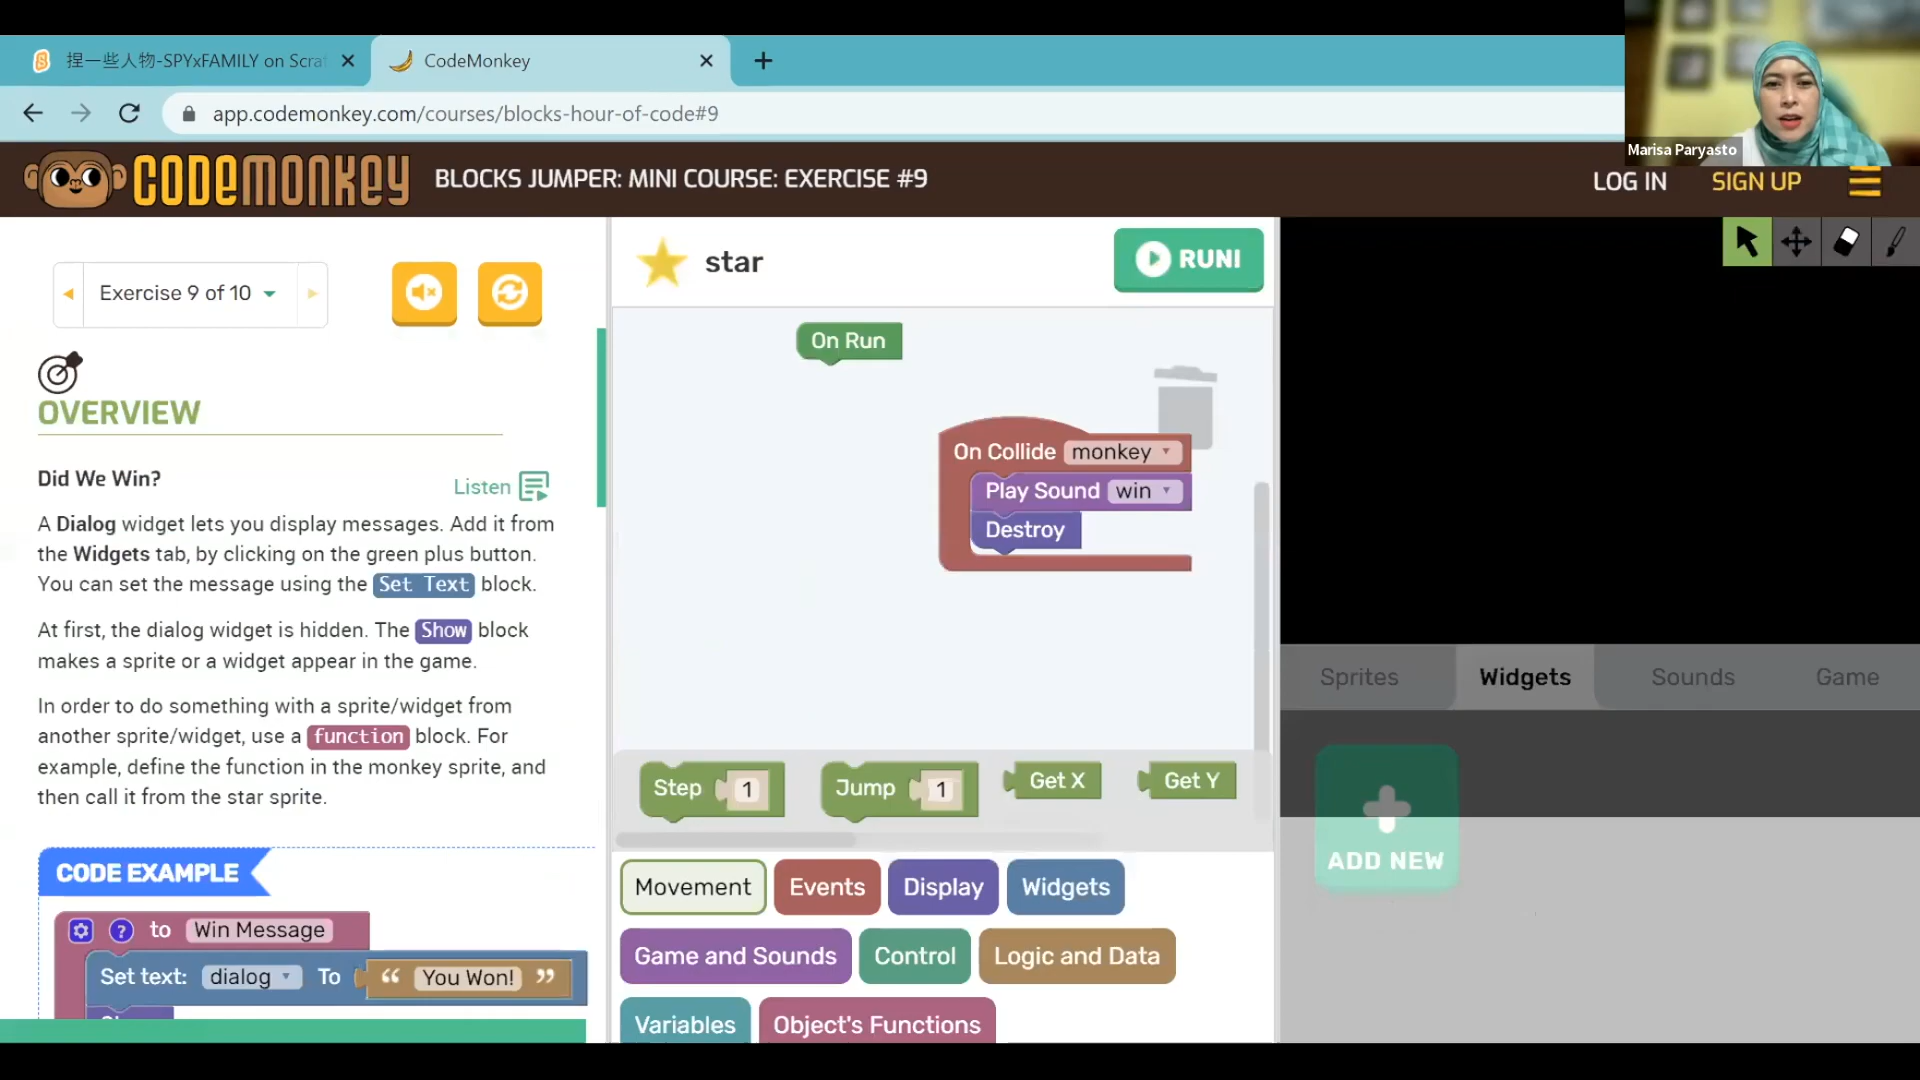 捏一些人物-SPYxFAMILY on Scrat
CodeMonkey
app.codemonkey.com/courses/blocks-hour-of-code#9
Marisa Paryasto
CODEMONKEY
BLOCKS JUMPER: MINI COURSE: EXERCISE #9
LOG IN
SIGN UP
Exercise 9 of 10
OVERVIEW
Did We Win?
Listen
A Dialog widget lets you display messages. Add it from
the Widgets tab, by clicking on the green plus button.
You can set the message using the Set Text block.
At first, the dialog widget is hidden. The Show block
makes a sprite or a widget appear in the game.
In order to do something with a sprite/widget from
another sprite/widget, use a function block. For
example, define the function in the monkey sprite, and
then call it from the star sprite.
CODE EXAMPLE
? to Win Message
Set text: dialog To “ You Won! ”
star
RUN!
On Run
On Collide monkey
Play Sound win
Destroy
Step 1
Jump 1
Get X
Get Y
Movement
Events
Display
Widgets
Game and Sounds
Control
Logic and Data
Variables
Object's Functions
Sprites
Widgets
Sounds
Game
ADD NEW